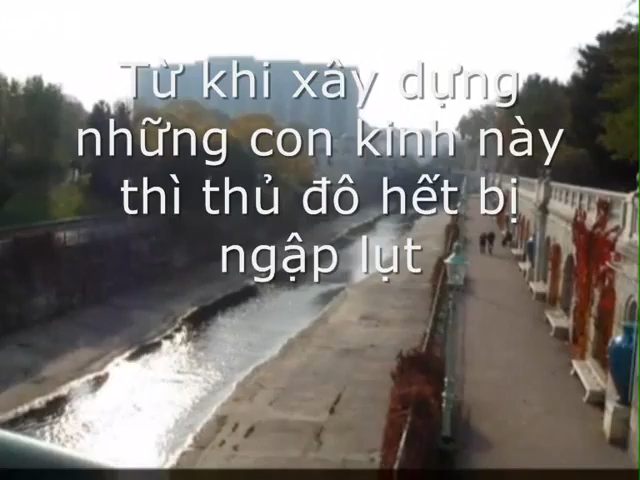 Từ khi xây dựng
những con kinh này
thì thủ đô hết bị
ngập lụt